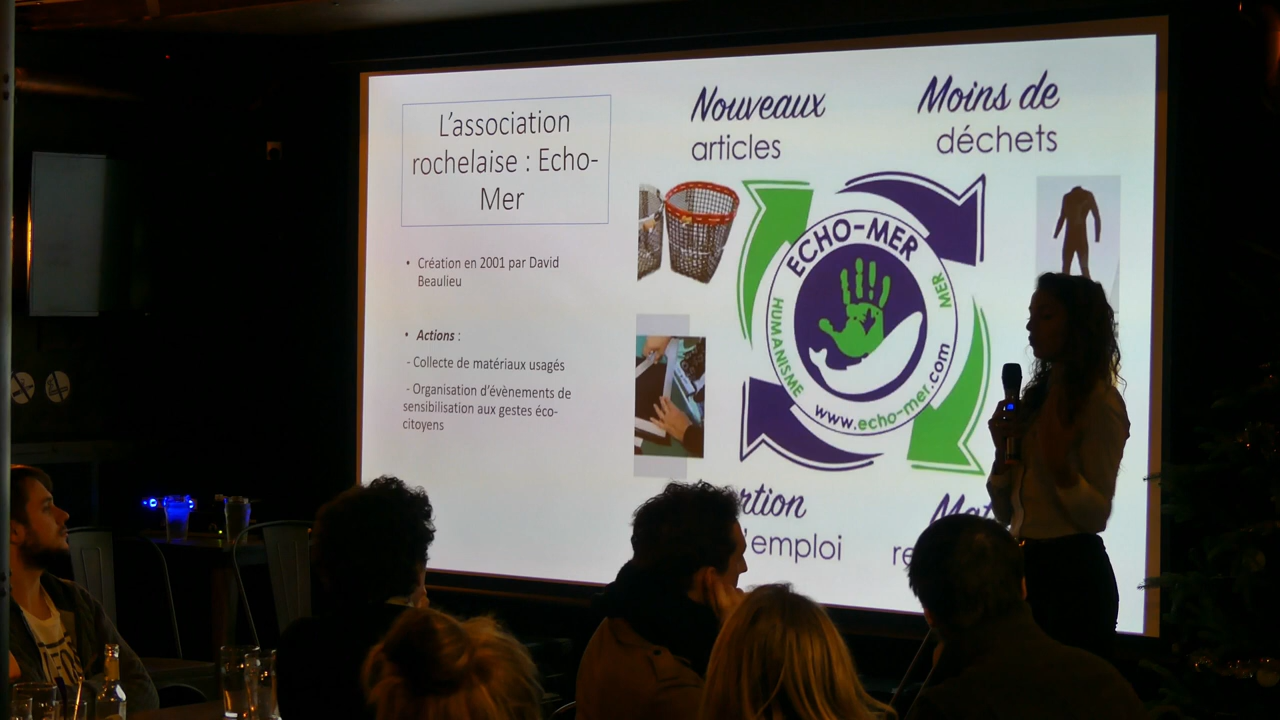 L'association
rochelaise : Echo-
Mer
• Création en 2001 par David
Beaulieu
• Actions :
- Collecte de matériaux usagés
- Organisation d'évènements de
sensibilisation aux gestes éco-
citoyens
Nouveaux
articles
Moins de
déchets
ECHO-MER
HUMANISME
MER
www.echo-mer.com
l'emploi